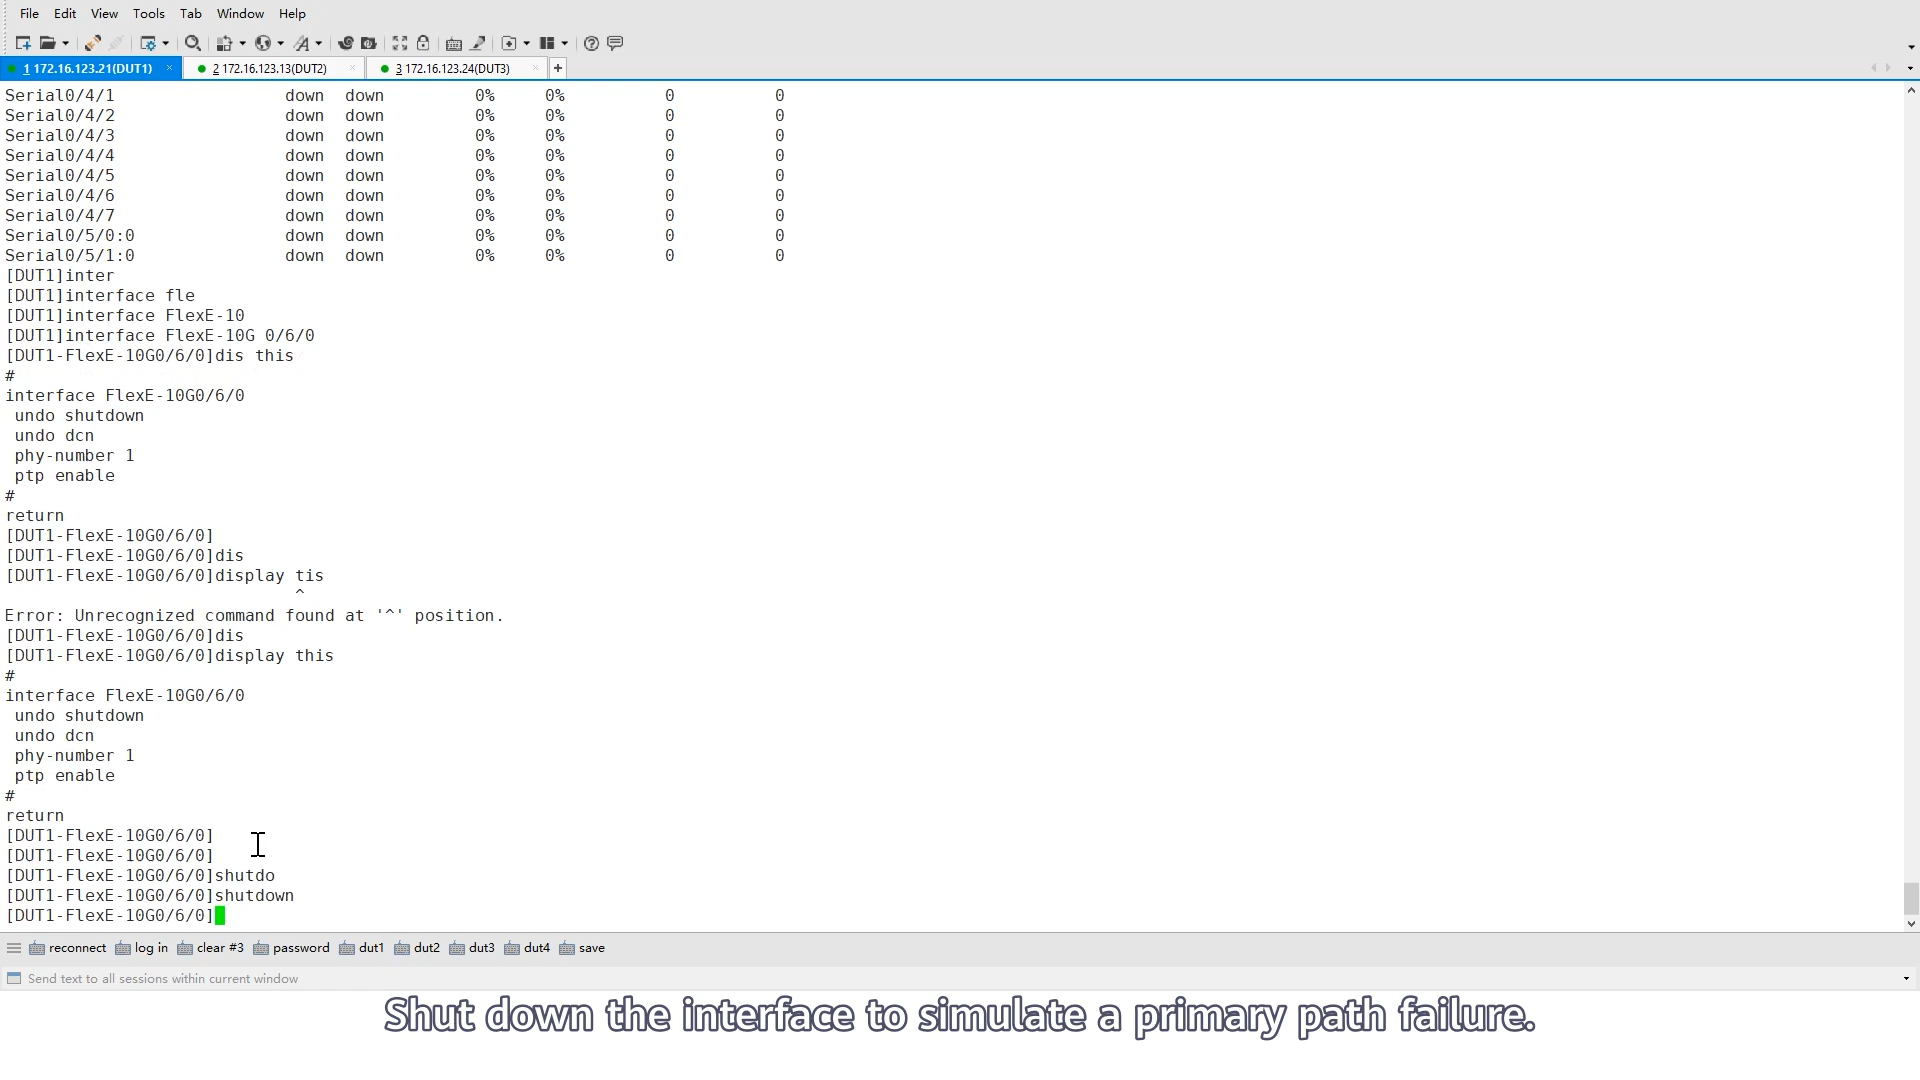 File Edit View Tools Tab Window Help
1 172.16.123.21(DUT1) × 2 172.16.123.13(DUT2) × 3 172.16.123.24(DUT3) × +
Serial0/4/1 down down 0% 0% 0 0
Serial0/4/2 down down 0% 0% 0 0
Serial0/4/3 down down 0% 0% 0 0
Serial0/4/4 down down 0% 0% 0 0
Serial0/4/5 down down 0% 0% 0 0
Serial0/4/6 down down 0% 0% 0 0
Serial0/4/7 down down 0% 0% 0 0
Serial0/5/0:0 down down 0% 0% 0 0
Serial0/5/1:0 down down 0% 0% 0 0
[DUT1]inter
[DUT1]interface fle
[DUT1]interface FlexE-10
[DUT1]interface FlexE-10G 0/6/0
[DUT1-FlexE-10G0/6/0]dis this
#
interface FlexE-10G0/6/0
undo shutdown
undo dcn
phy-number 1
ptp enable
#
return
[DUT1-FlexE-10G0/6/0]
[DUT1-FlexE-10G0/6/0]dis
[DUT1-FlexE-10G0/6/0]display tis
^
Error: Unrecognized command found at '^' position.
[DUT1-FlexE-10G0/6/0]dis
[DUT1-FlexE-10G0/6/0]display this
#
interface FlexE-10G0/6/0
undo shutdown
undo dcn
phy-number 1
ptp enable
#
return
[DUT1-FlexE-10G0/6/0]
[DUT1-FlexE-10G0/6/0]
[DUT1-FlexE-10G0/6/0]shutdo
[DUT1-FlexE-10G0/6/0]shutdown
[DUT1-FlexE-10G0/6/0]
reconnect log in clear #3 password dut1 dut2 dut3 dut4 save
Send text to all sessions within current window
Shut down the interface to simulate a primary path failure.